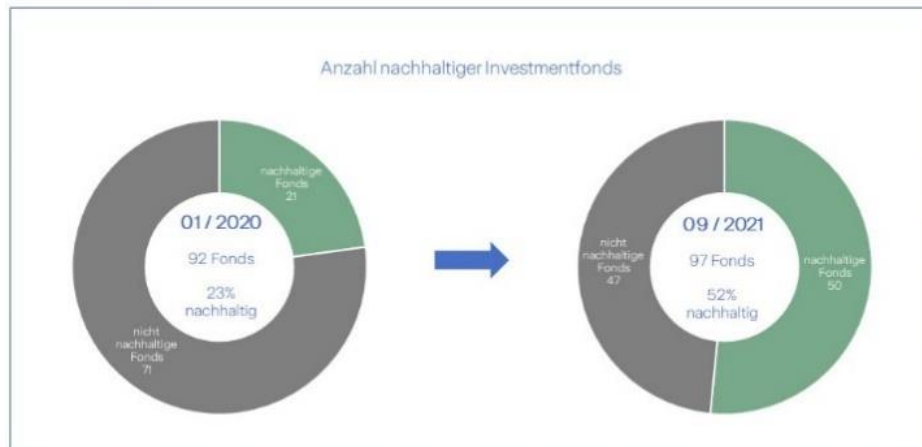 Anzahl nachhaltiger Investmentfonds
nachhaltige
Fonds
21
01 / 2020
92 Fonds
23%
nachhaltig
nicht
nachhaltige
Fonds
71
nicht
nachhaltige
Fonds
47
09 / 2021
97 Fonds
52%
nachhaltig
nachhaltige
Fonds
50